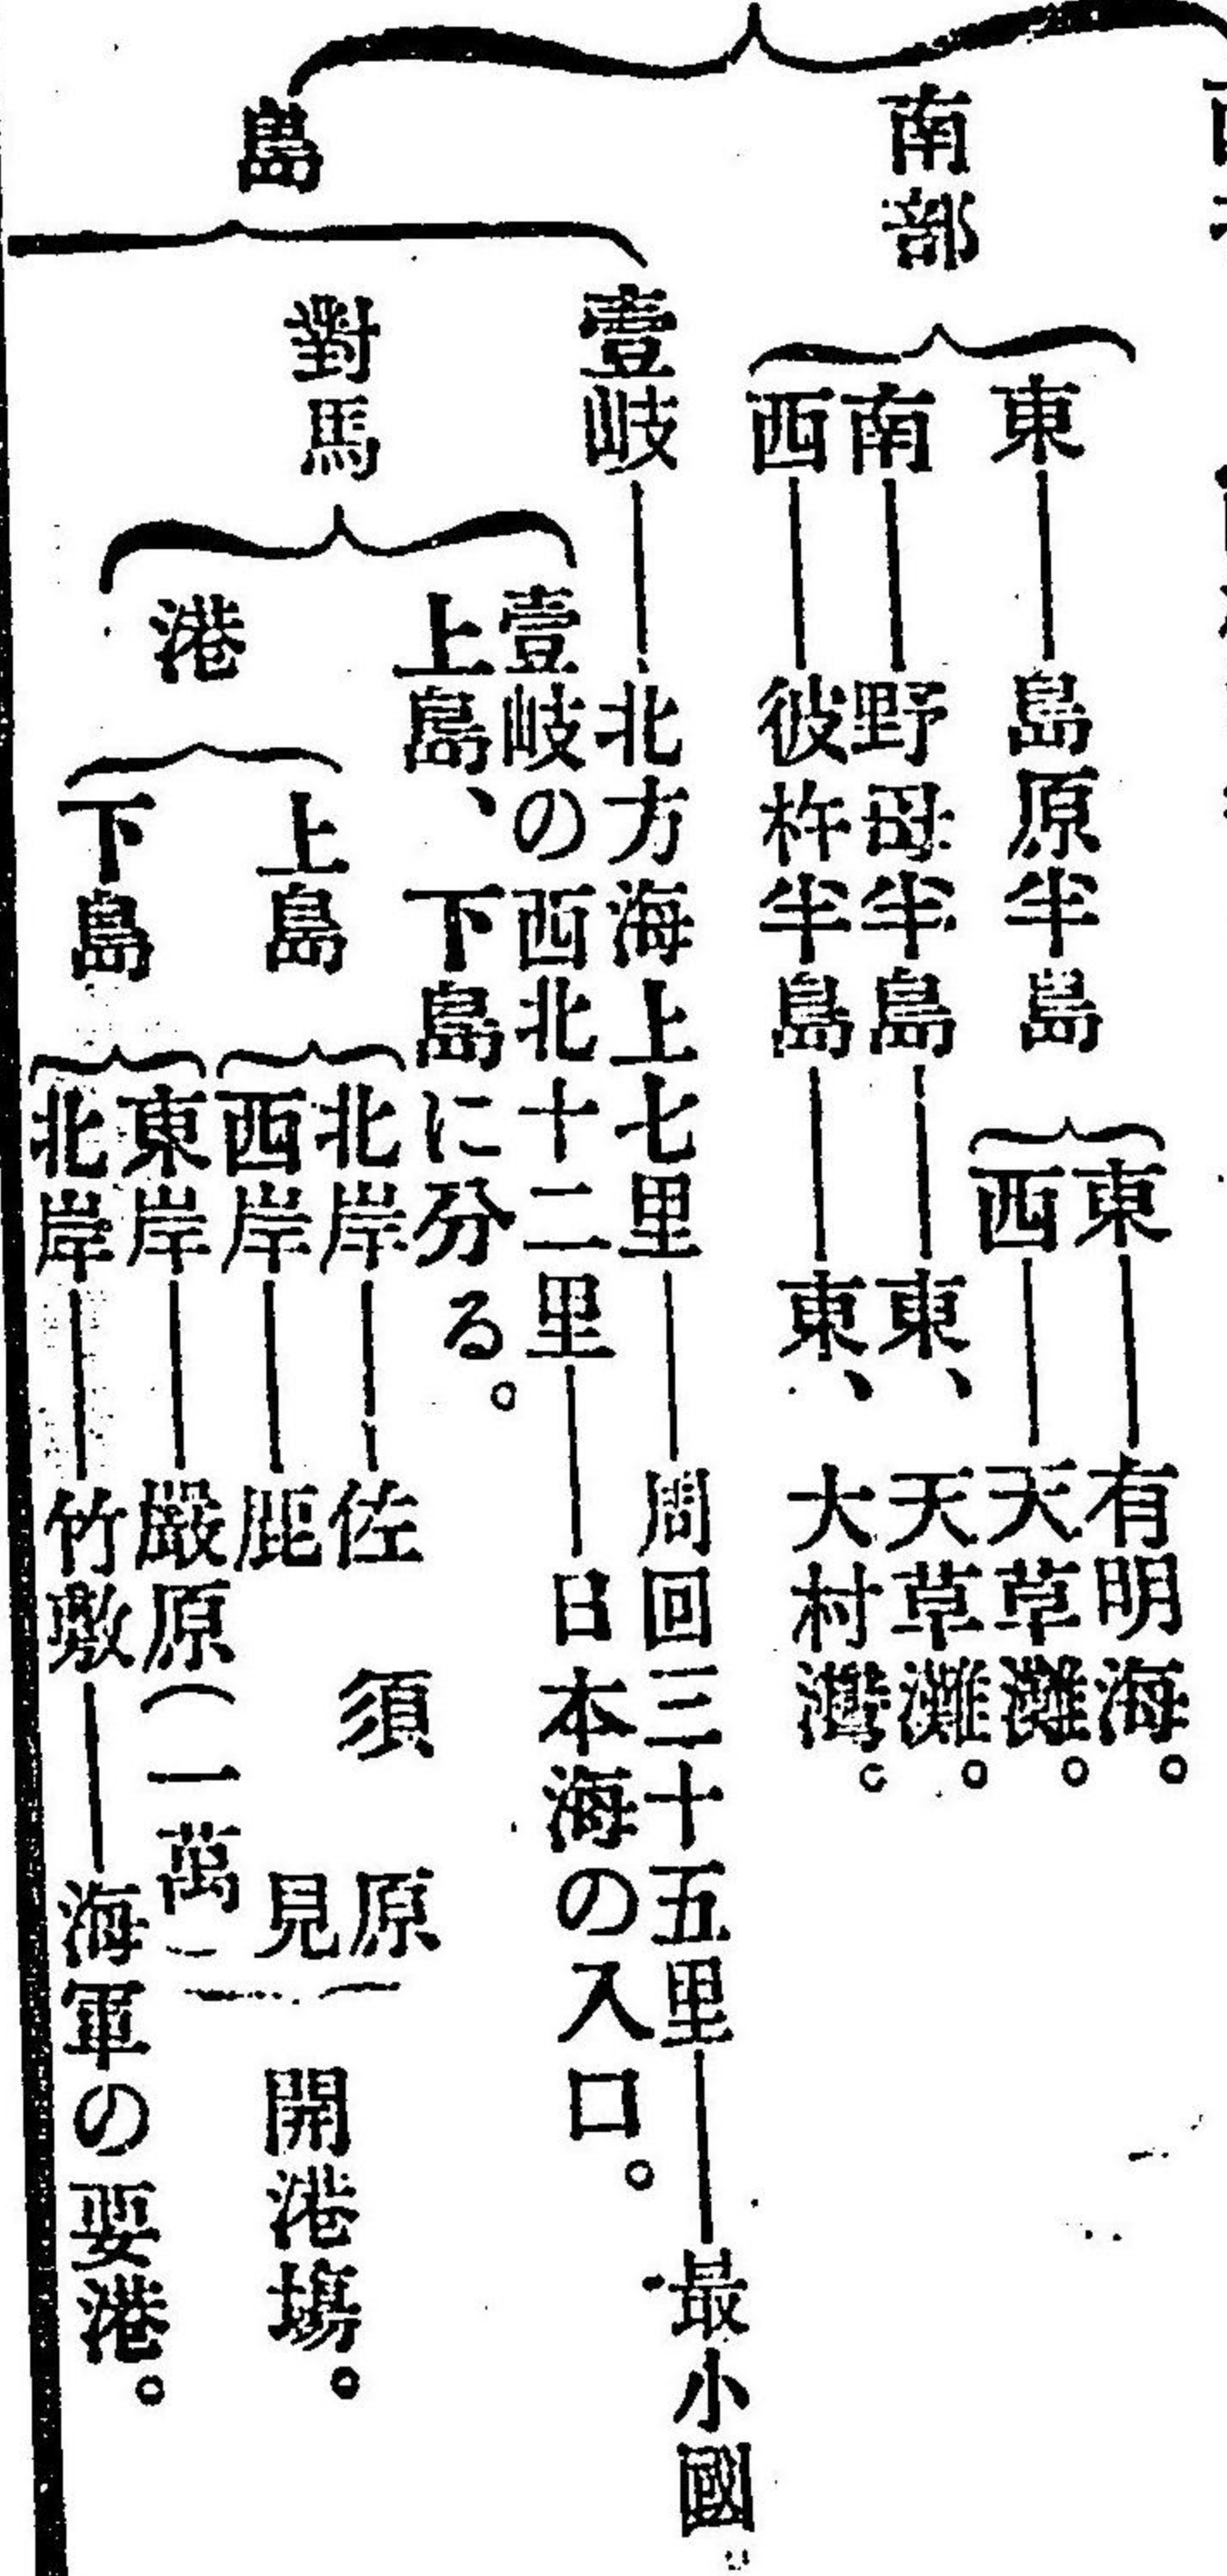 南部
東――島原半島
東――有明海。
西――天草灘。
南――野母半島――東、天草灘。
西――彼杵半島――東、大村灣。
島
壹岐――北方海上七里――周回三十五里――最小國。
對馬
壹岐の西北十二里――日本海の入口。
上島、下島に分る。
港
上島
北岸――佐須原
西岸――鹿見
下島
東岸――嚴原(一萬)
開港塲。
北岸――竹敷――海軍の要港。